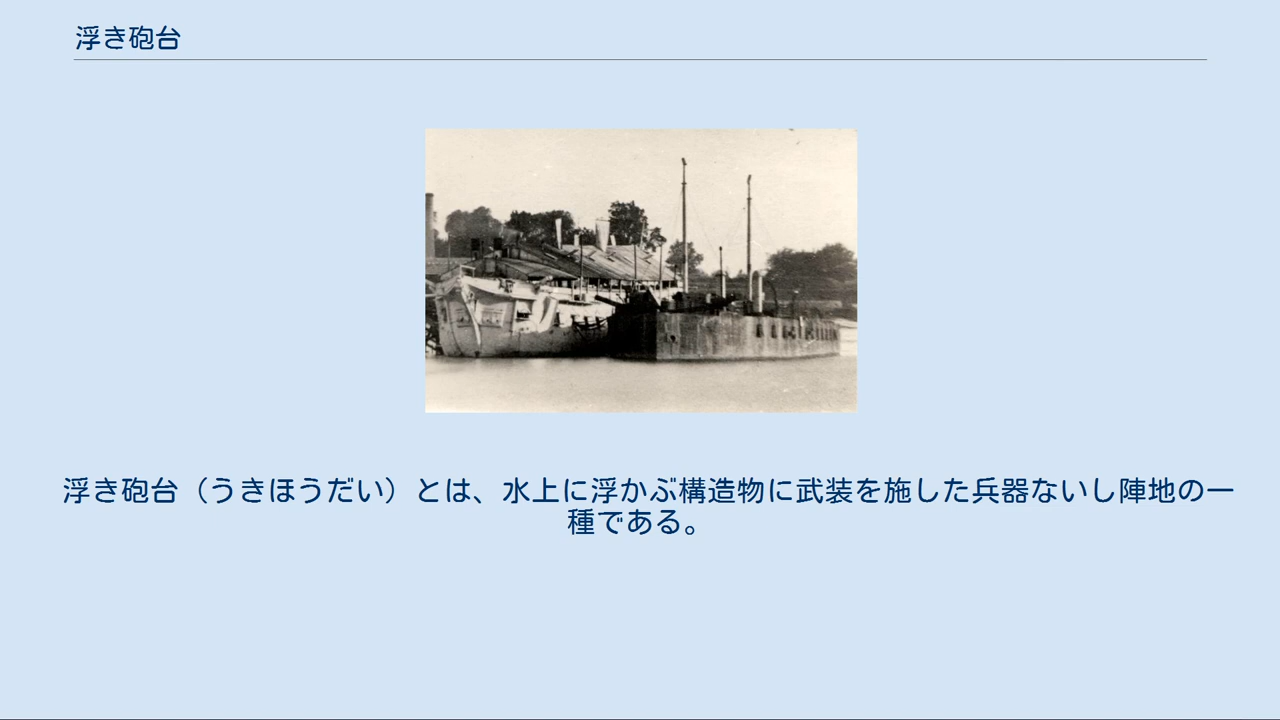 浮き砲台
浮き砲台（うきほうだい）とは、水上に浮かぶ構造物に武装を施した兵器ないし陣地の一
種である。